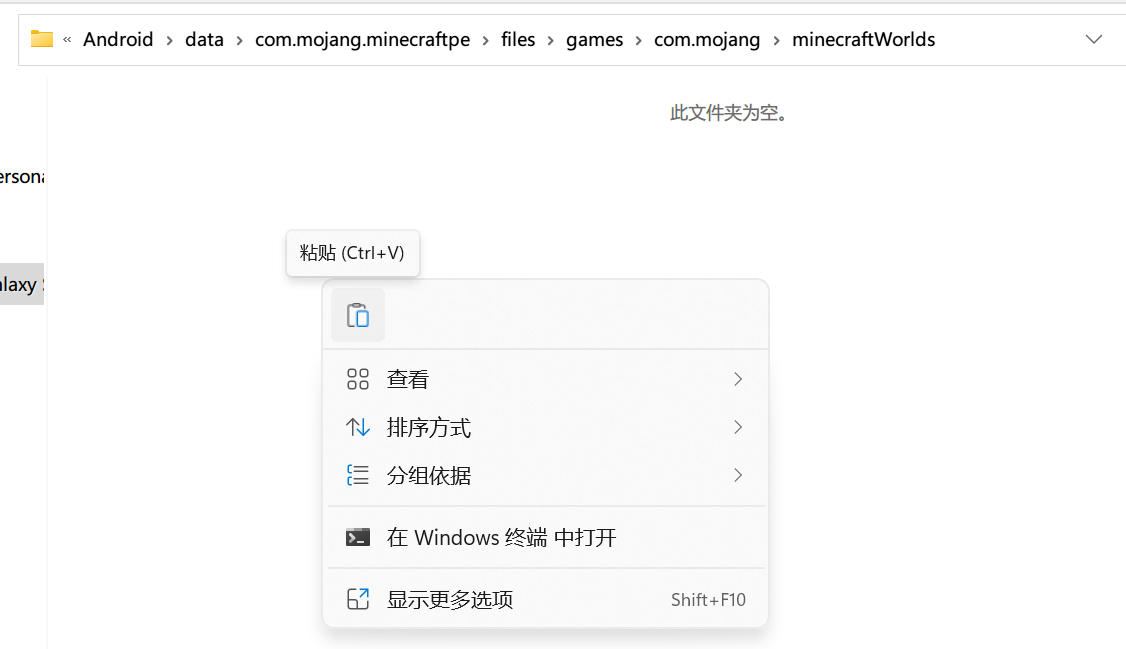 « Android › data › com.mojang.minecraftpe › files › games › com.mojang › minecraftWorlds
此文件夹为空。
ersona
粘贴 (Ctrl+V)
alaxy S
查看
排序方式
分组依据
在 Windows 终端 中打开
显示更多选项 Shift+F10